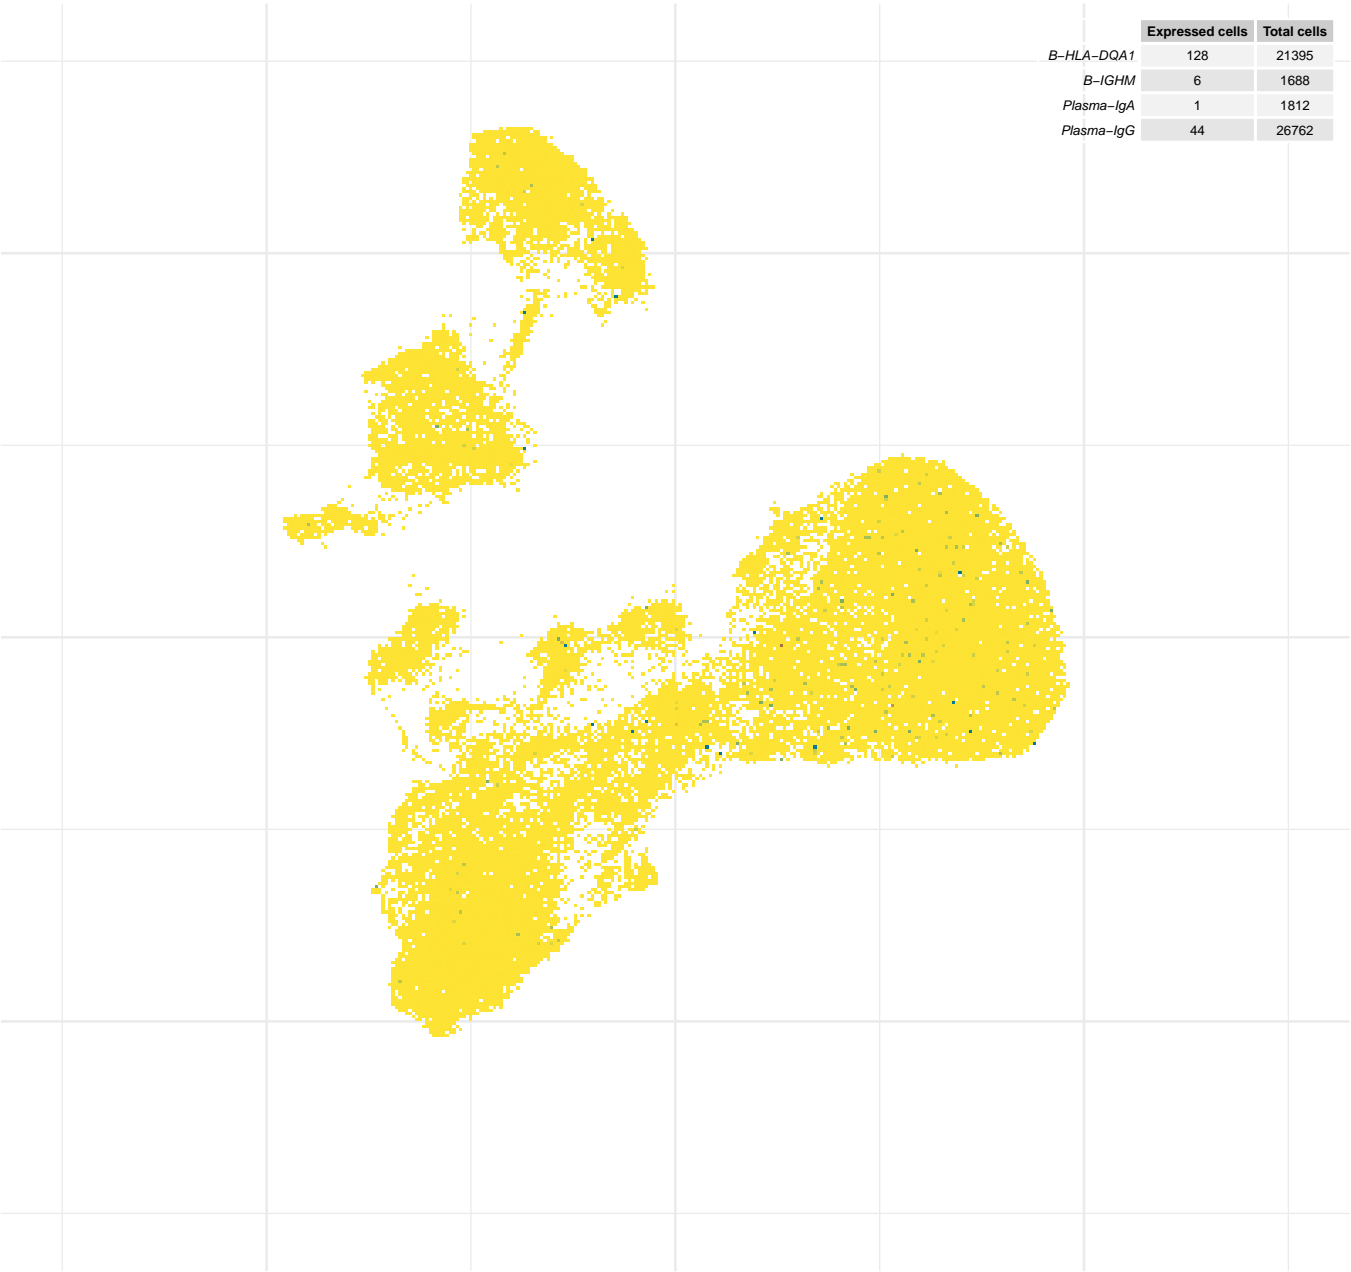 Expressed cells Total cells
B−HLA−DQA1 128 21395
B−IGHM 6 1688
Plasma−IgA 1 1812
Plasma−IgG 44 26762